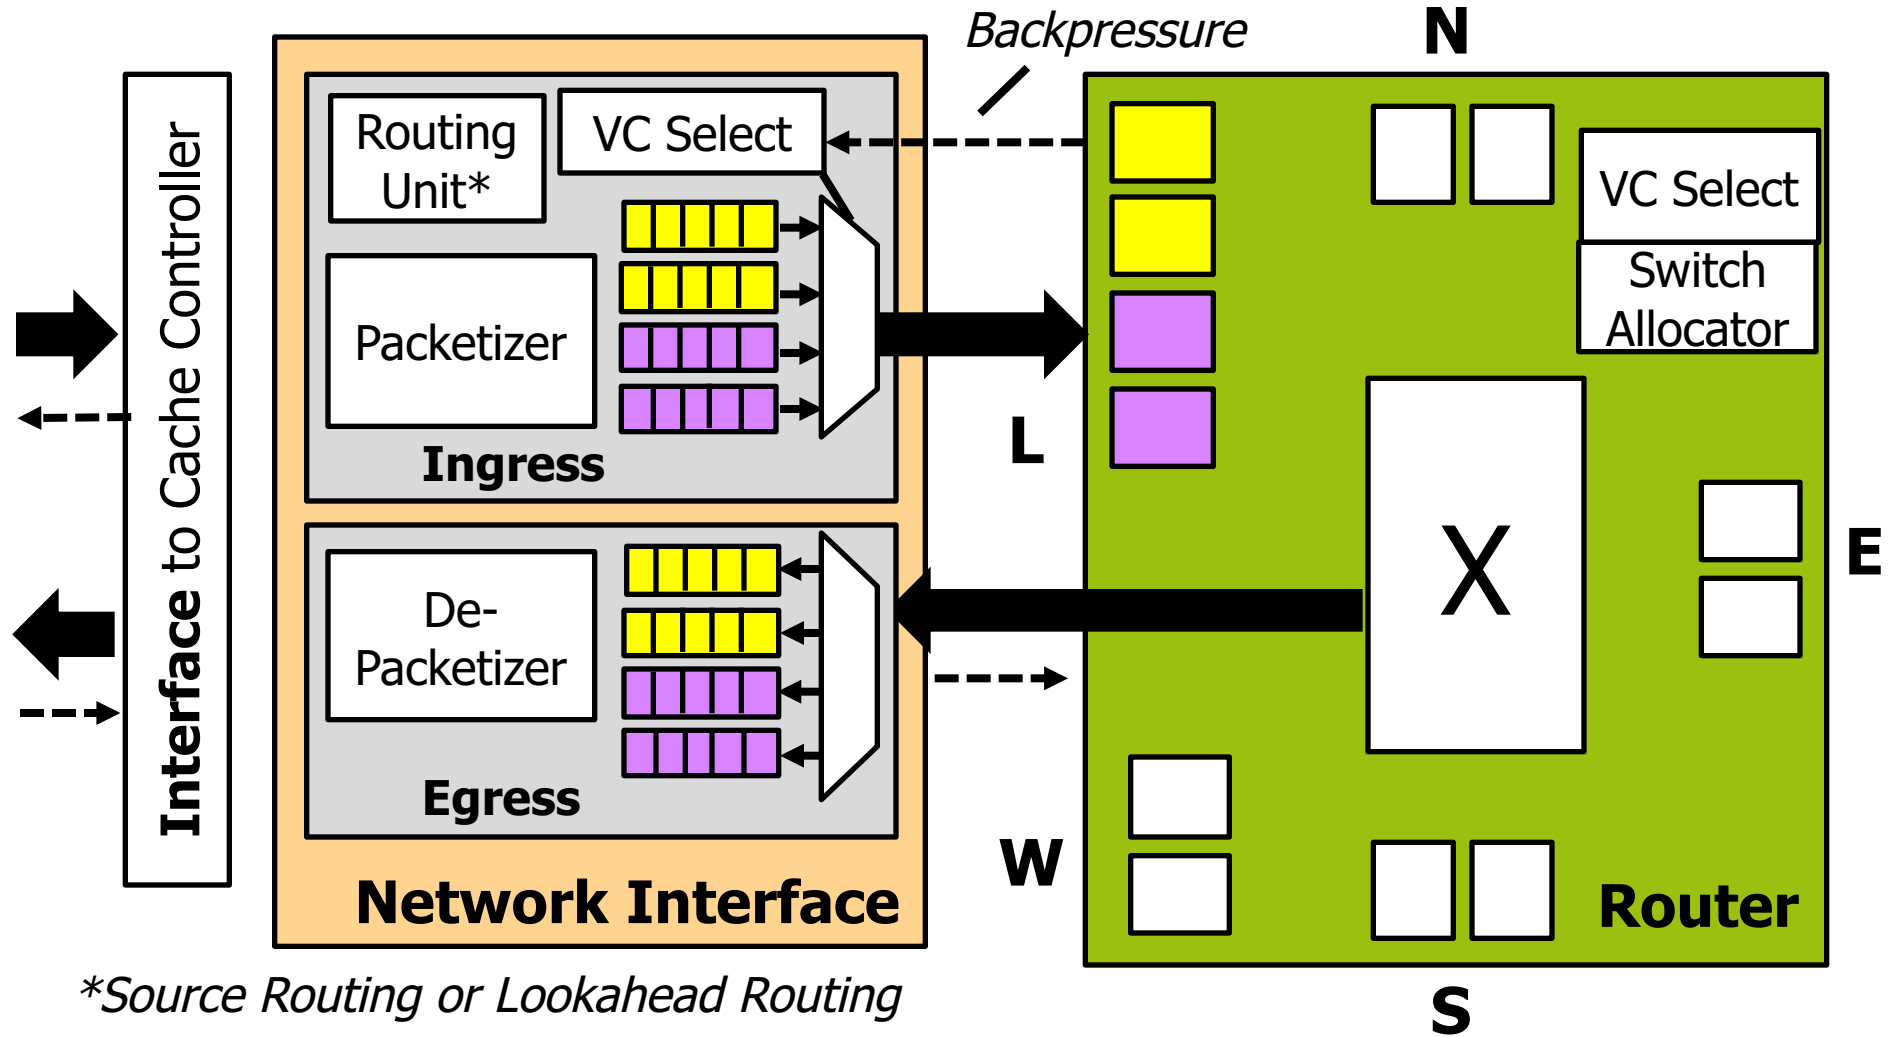 Backpressure
N
Interface to Cache Controller
Routing
Unit*
VC Select
Packetizer
Ingress
L
VC Select
Switch
Allocator
X
E
De-
Packetizer
Egress
W
Network Interface
Router
*Source Routing or Lookahead Routing
S